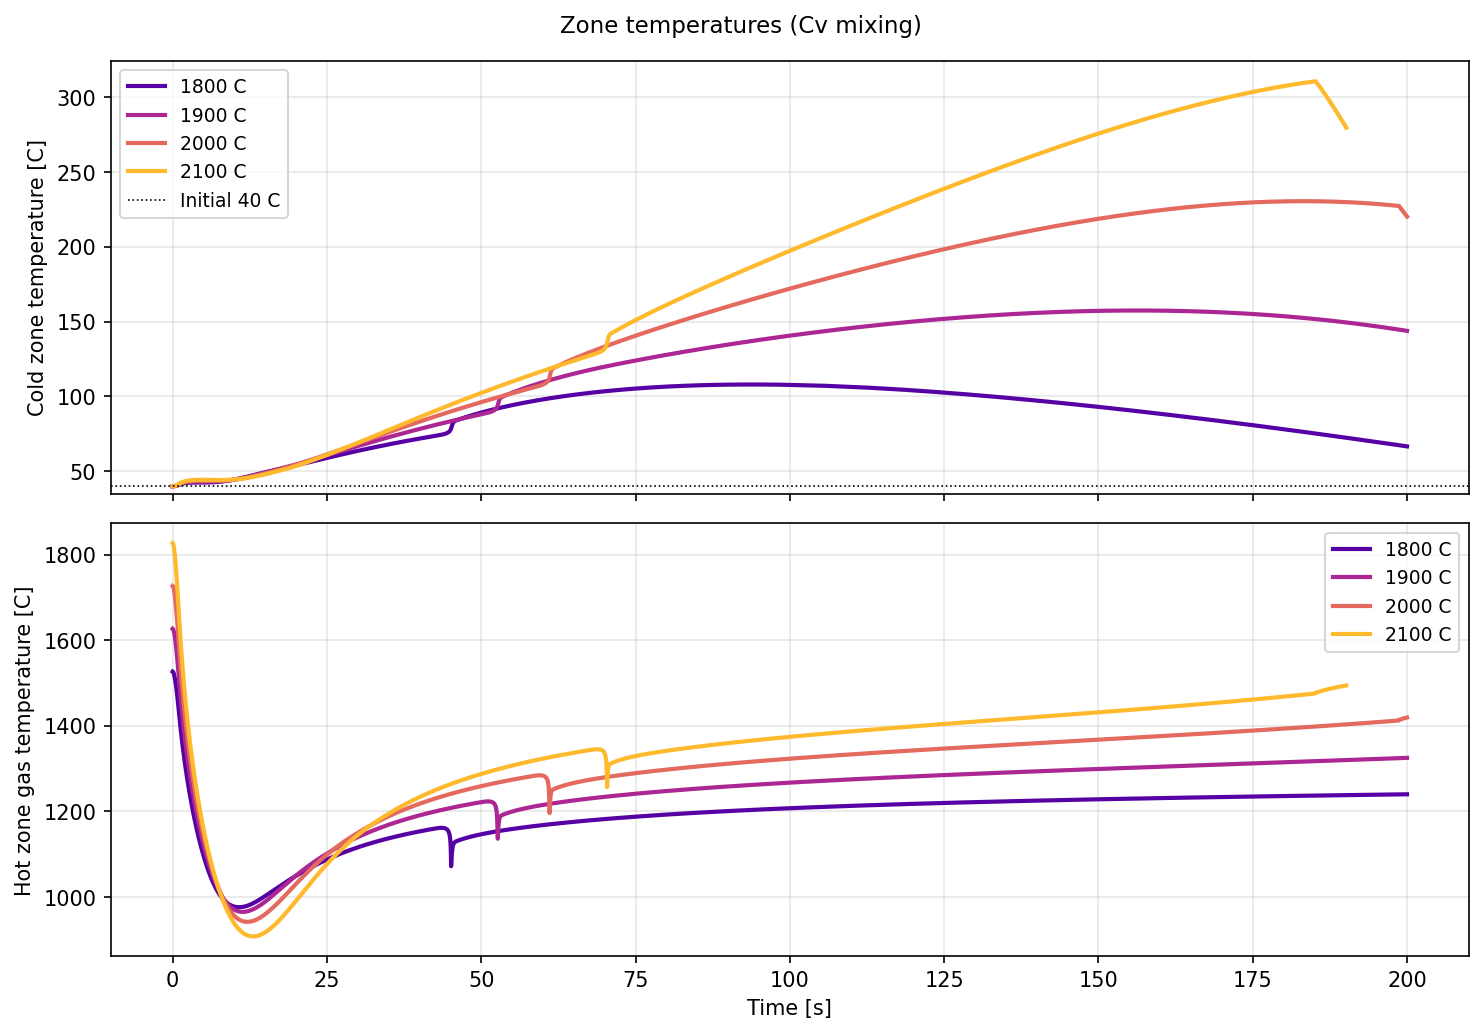 Zone temperatures (Cv mixing)
Cold zone temperature [C]
300
250
200
150
100
50
1800 C
1900 C
2000 C
2100 C
Initial 40 C
Hot zone gas temperature [C]
1800
1600
1400
1200
1000
1800 C
1900 C
2000 C
2100 C
0 25 50 75 100 125 150 175 200
Time [s]